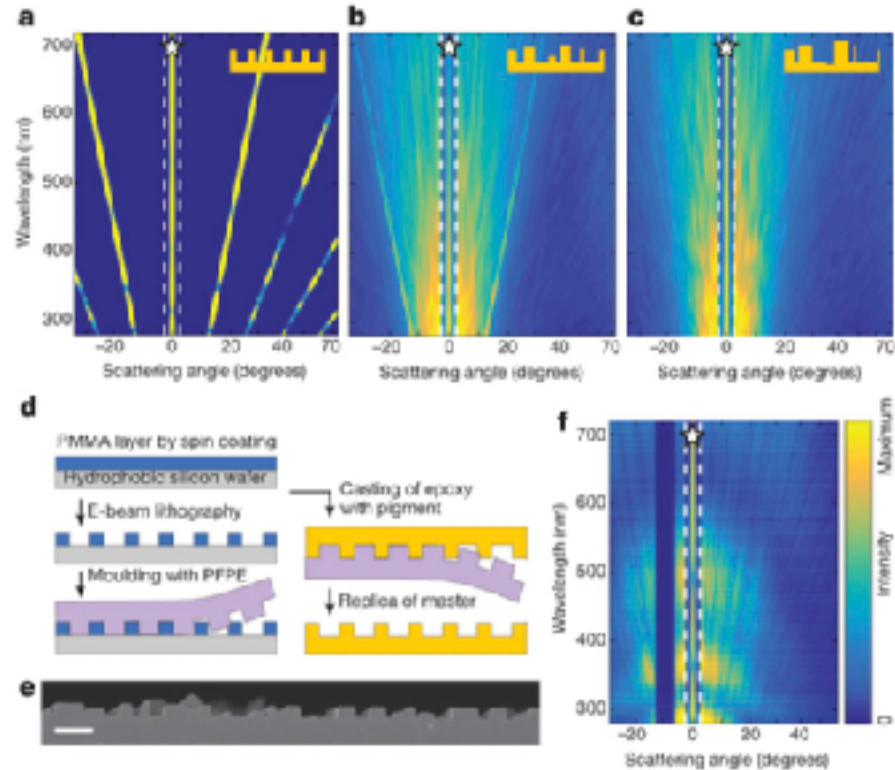 a
b
c
700
600
500
400
300
Wavelength (nm)
−20 0 20 30 40 70
Scattering angle (degrees)
−20 0 20 30 40 70
Scattering angle (degrees)
−20 0 20 30 40 70
Scattering angle (degrees)
d
PMMA layer by spin coating
Hydrophobic silicon wafer
E-beam lithography
Moulding with PFPE
Casting of epoxy
with pigment
Replica of master
e
f
700
600
500
400
300
Wavelength (nm)
−20 0 20 40
Scattering angle (degrees)
Maximum
Intensity
0